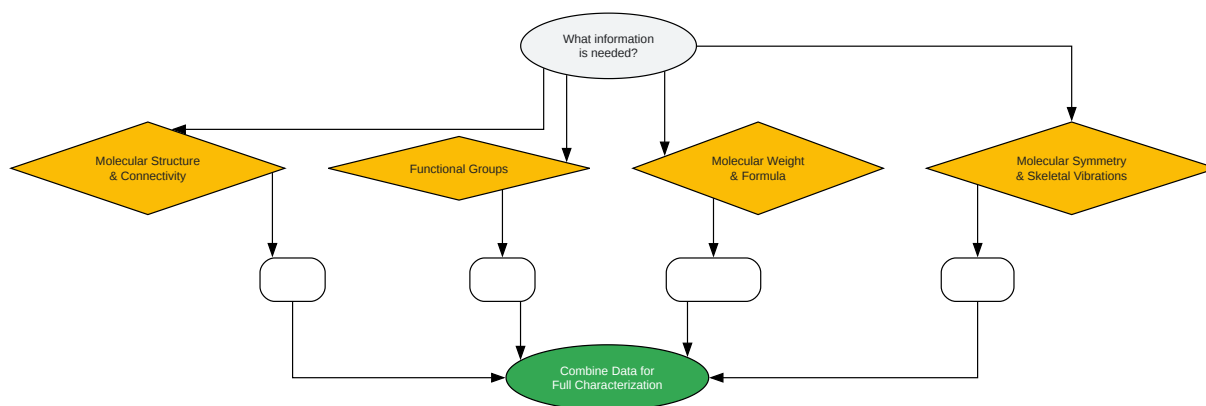 What information
is needed?
Molecular Structure
& Connectivity
Functional Groups
Molecular Weight
& Formula
Molecular Symmetry
& Skeletal Vibrations
Combine Data for
Full Characterization